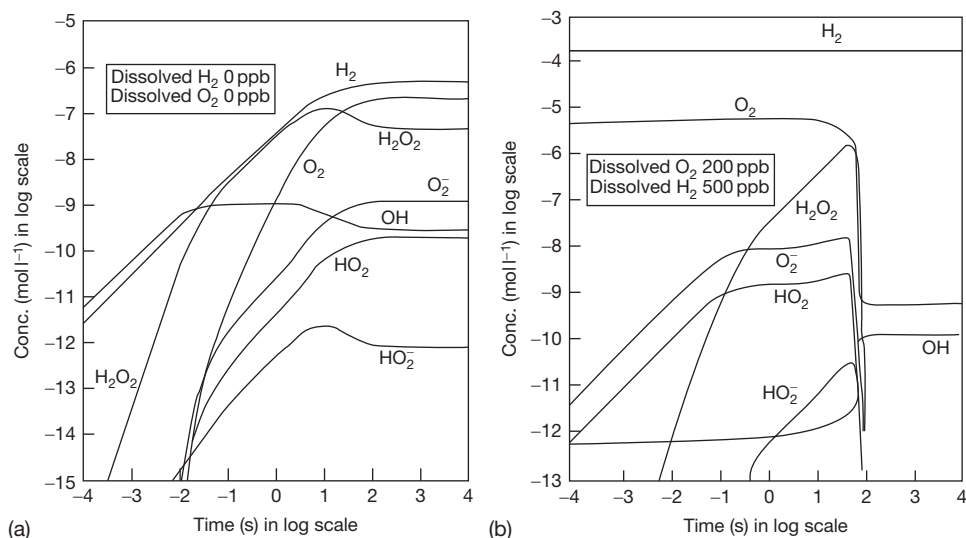 −5
−6
−7
−8
−9
−10
−11
−12
−13
−14
−15
Conc. (mol l⁻¹) in log scale
Dissolved H₂ 0 ppb
Dissolved O₂ 0 ppb
H₂
H₂O₂
O₂
O₂⁻
OH
HO₂
HO₂⁻
H₂O₂
−4 −3 −2 −1 0 1 2 3 4
Time (s) in log scale
(a)
−3
−4
−5
−6
−7
−8
−9
−10
−11
−12
−13
Conc. (mol l⁻¹) in log scale
H₂
O₂
Dissolved O₂ 200 ppb
Dissolved H₂ 500 ppb
H₂O₂
O₂⁻
HO₂
OH
HO₂⁻
−4 −3 −2 −1 0 1 2 3 4
Time (s) in log scale
(b)